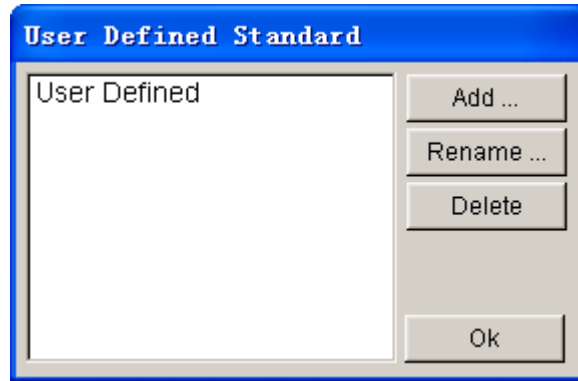 User Defined Standard
User Defined
Add ...
Rename ...
Delete
Ok